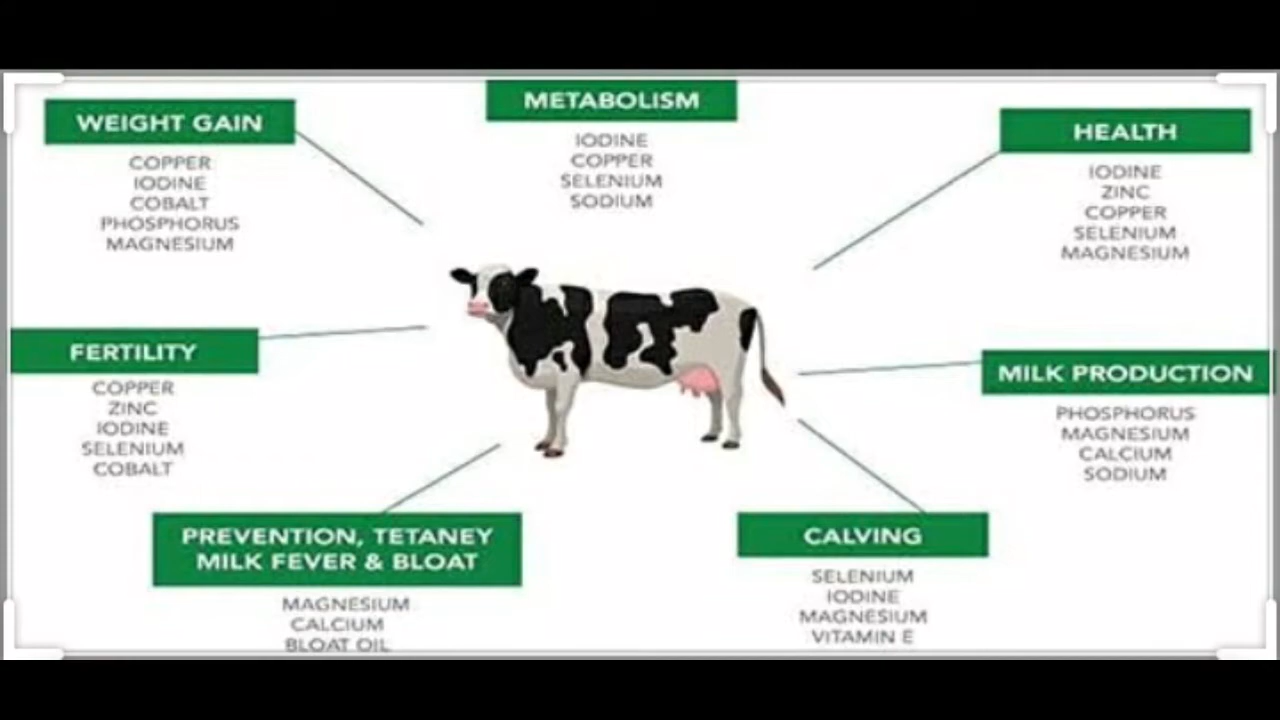 WEIGHT GAIN
COPPER
IODINE
COBALT
PHOSPHORUS
MAGNESIUM
METABOLISM
IODINE
COPPER
SELENIUM
SODIUM
HEALTH
IODINE
ZINC
COPPER
SELENIUM
MAGNESIUM
FERTILITY
COPPER
ZINC
IODINE
SELENIUM
COBALT
MILK PRODUCTION
PHOSPHORUS
MAGNESIUM
CALCIUM
SODIUM
PREVENTION, TETANEY
MILK FEVER & BLOAT
MAGNESIUM
CALCIUM
BLOAT OIL
CALVING
SELENIUM
IODINE
MAGNESIUM
VITAMIN E